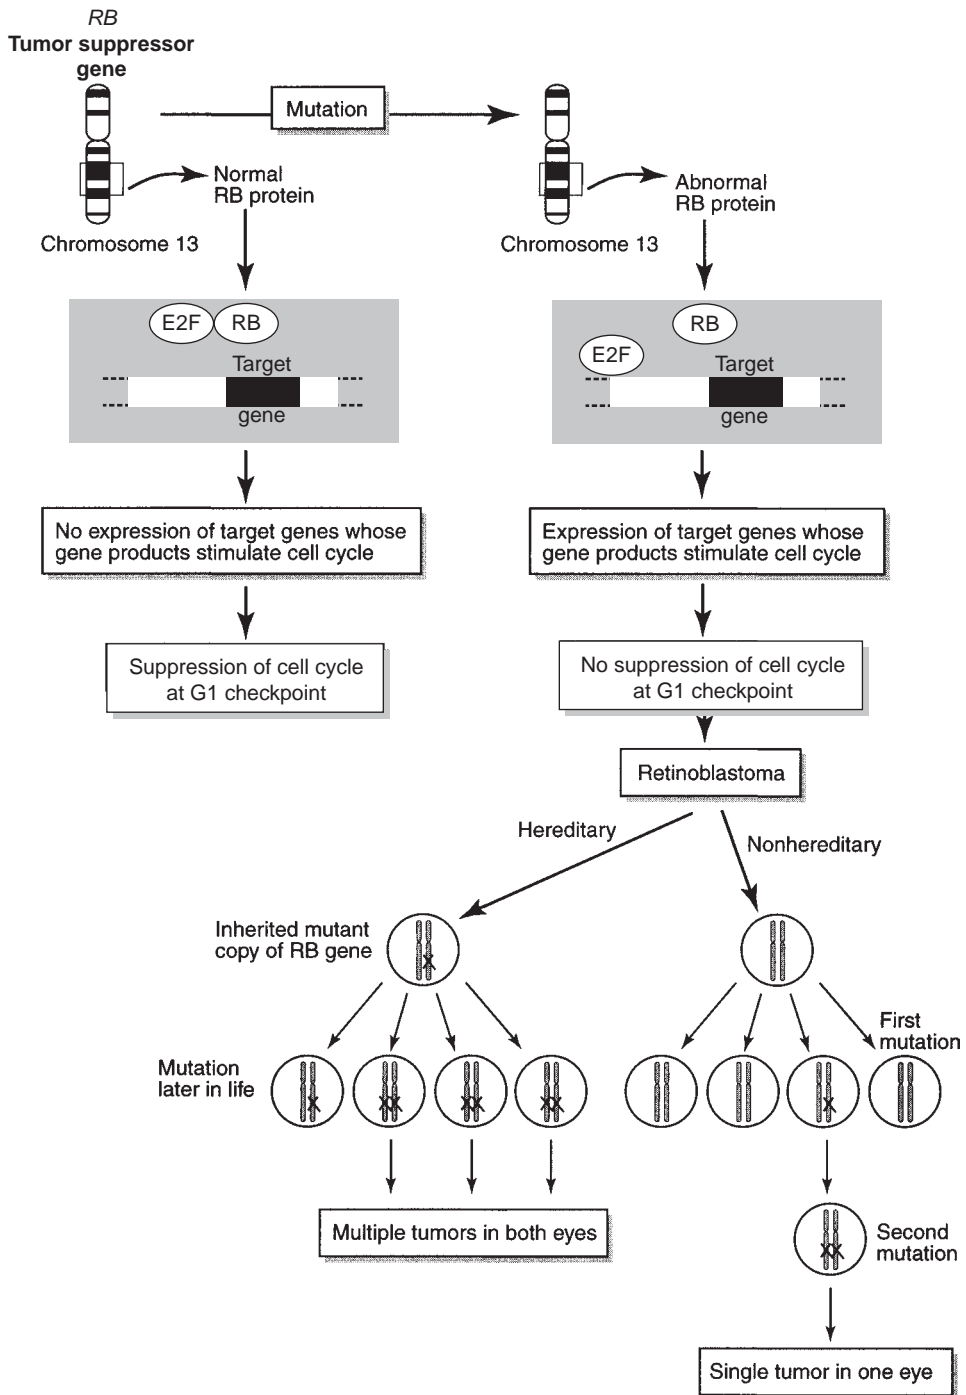 RB
Tumor suppressor
gene
Mutation
Normal
RB protein
Chromosome 13
Abnormal
RB protein
Chromosome 13
E2F
RB
Target
gene
RB
E2F
Target
gene
No expression of target genes whose
gene products stimulate cell cycle
Expression of target genes whose
gene products stimulate cell cycle
Suppression of cell cycle
at G1 checkpoint
No suppression of cell cycle
at G1 checkpoint
Retinoblastoma
Hereditary
Nonhereditary
Inherited mutant
copy of RB gene
First
mutation
Mutation
later in life
Multiple tumors in both eyes
Second
mutation
Single tumor in one eye